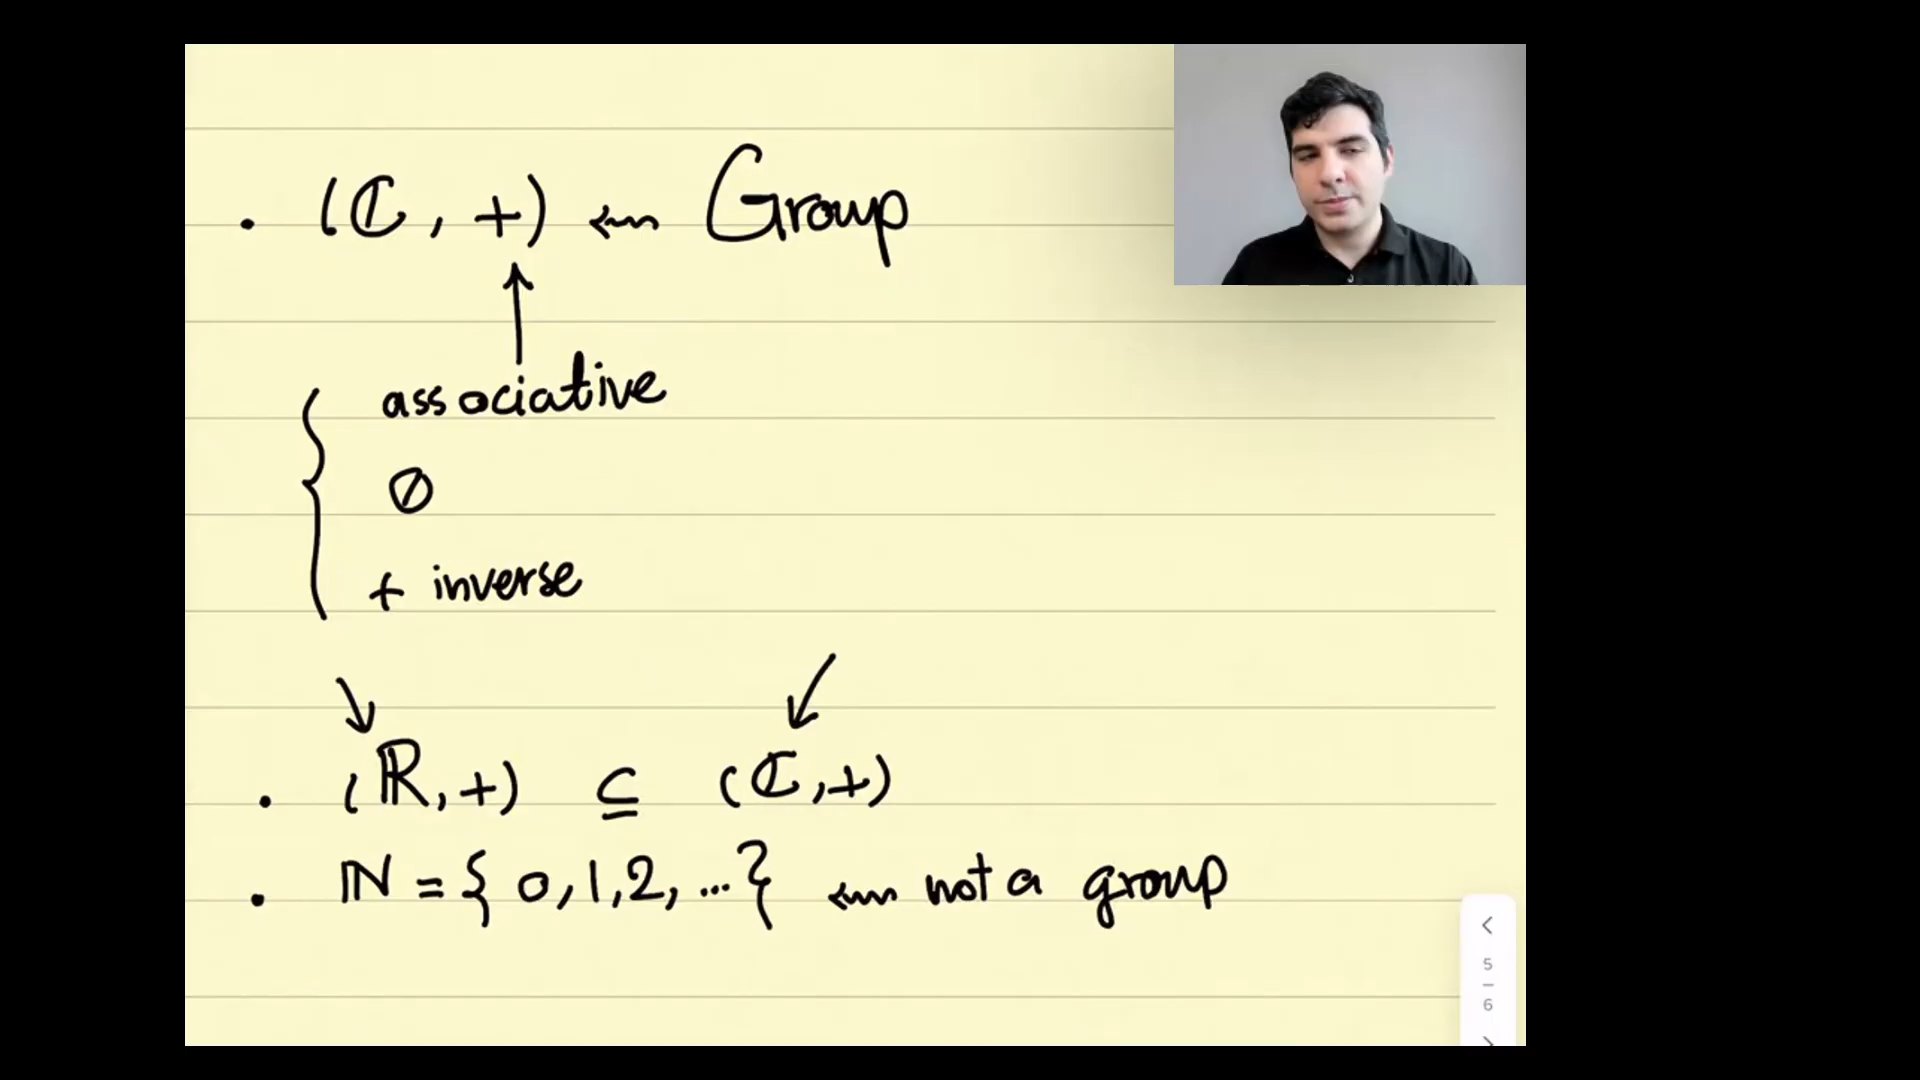 • (ℂ, +) ← Group
associative
0
+ inverse
• (ℝ, +) ⊆ (ℂ, +)
• ℕ = { 0, 1, 2, ... } ← not a group
5
6